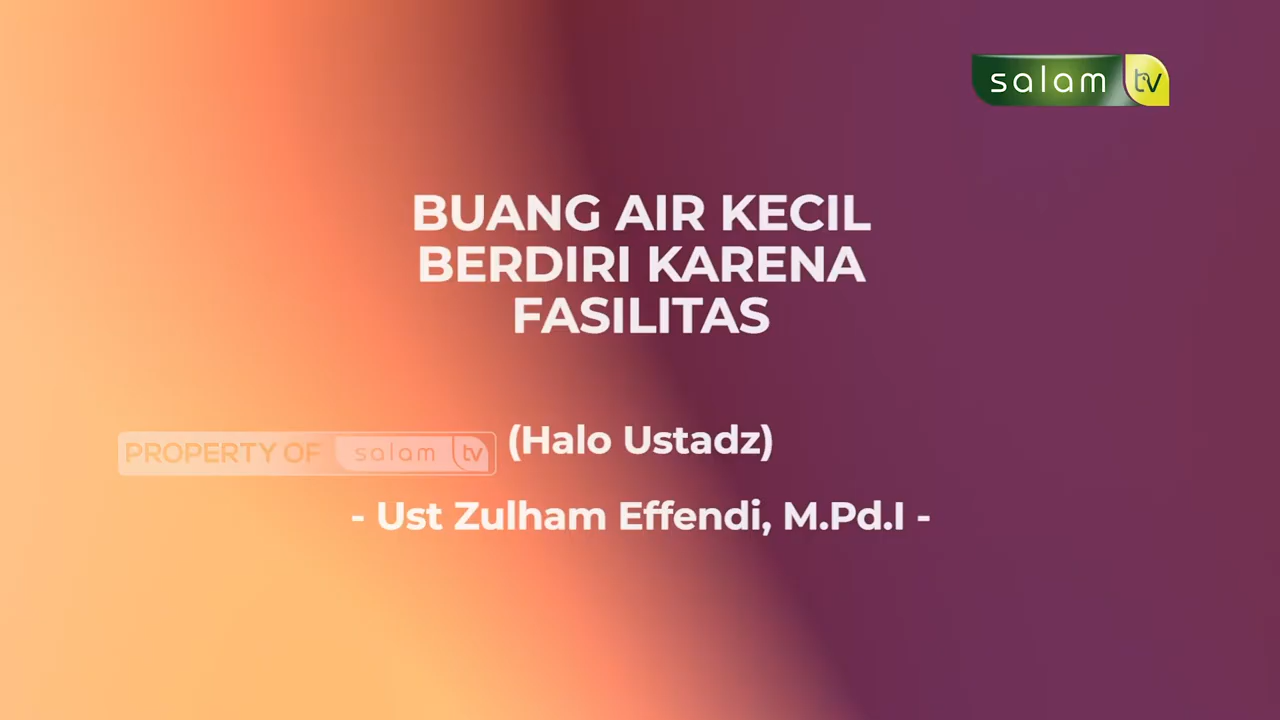 salam tv
BUANG AIR KECIL
BERDIRI KARENA
FASILITAS
(Halo Ustadz)
PROPERTY OF salam tv
- Ust Zulham Effendi, M.Pd.I -